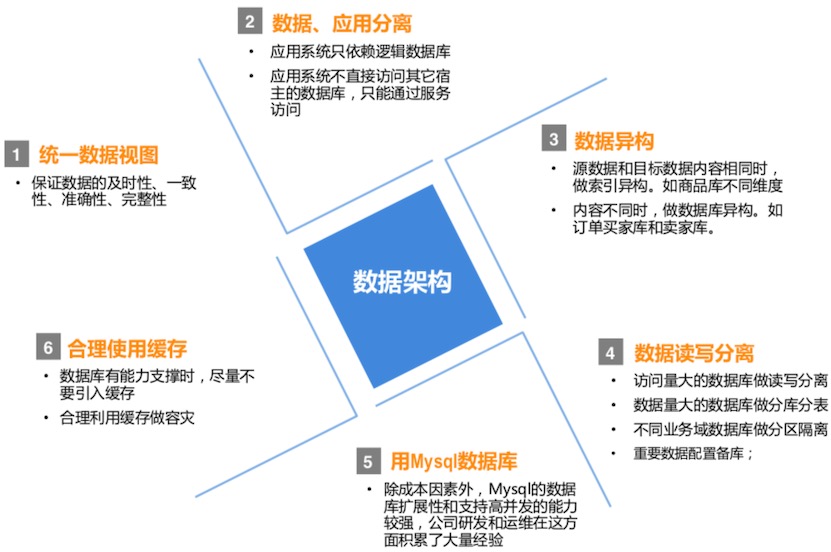 2 数据、应用分离
• 应用系统只依赖逻辑数据库
• 应用系统不直接访问其它宿
主的数据库，只能通过服务
访问
1 统一数据视图
• 保证数据的及时性、一致
性、准确性、完整性
3 数据异构
• 源数据和目标数据内容相同时，
做索引异构。如商品库不同维度
• 内容不同时，做数据库异构。如
订单买家库和卖家库。
数据架构
6 合理使用缓存
• 数据库有能力支撑时，尽量不
要引入缓存
• 合理利用缓存做容灾
4 数据读写分离
• 访问量大的数据库做读写分离
• 数据量大的数据库做分库分表
• 不同业务域数据库做分区隔离
• 重要数据配置备库；
5 用Mysql数据库
• 除成本因素外，Mysql的数据
库扩展性和支持高并发的能力
较强，公司研发和运维在这方
面积累了大量经验